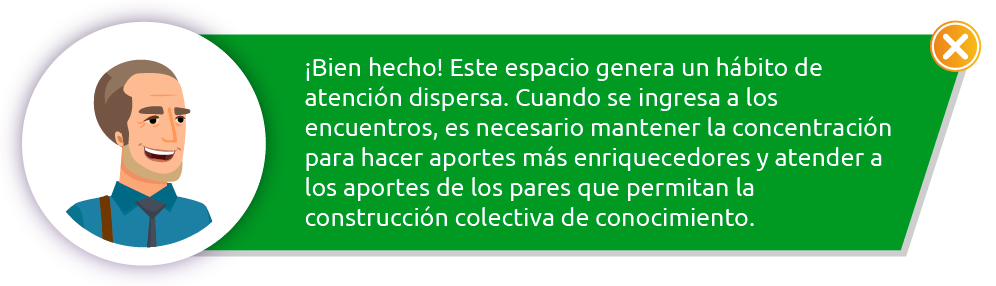 ¡Bien hecho! Este espacio genera un hábito de
atención dispersa. Cuando se ingresa a los
encuentros, es necesario mantener la concentración
para hacer aportes más enriquecedores y atender a
los aportes de los pares que permitan la
construcción colectiva de conocimiento.